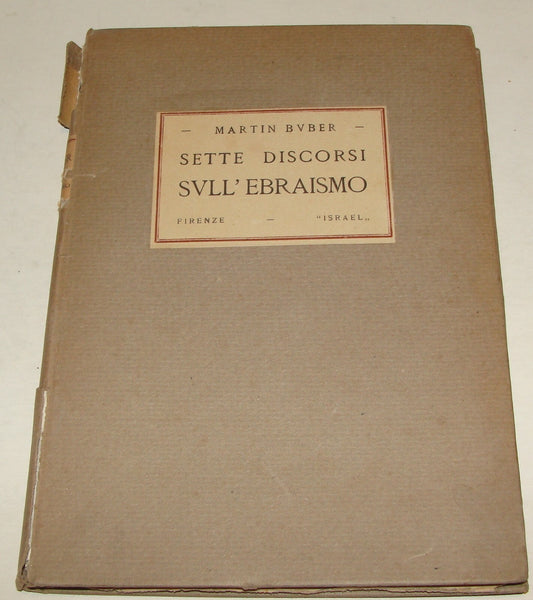 — MARTIN BVBER —
SETTE DISCORSI
SVLL' EBRAISMO
FIRENZE — "ISRAEL„